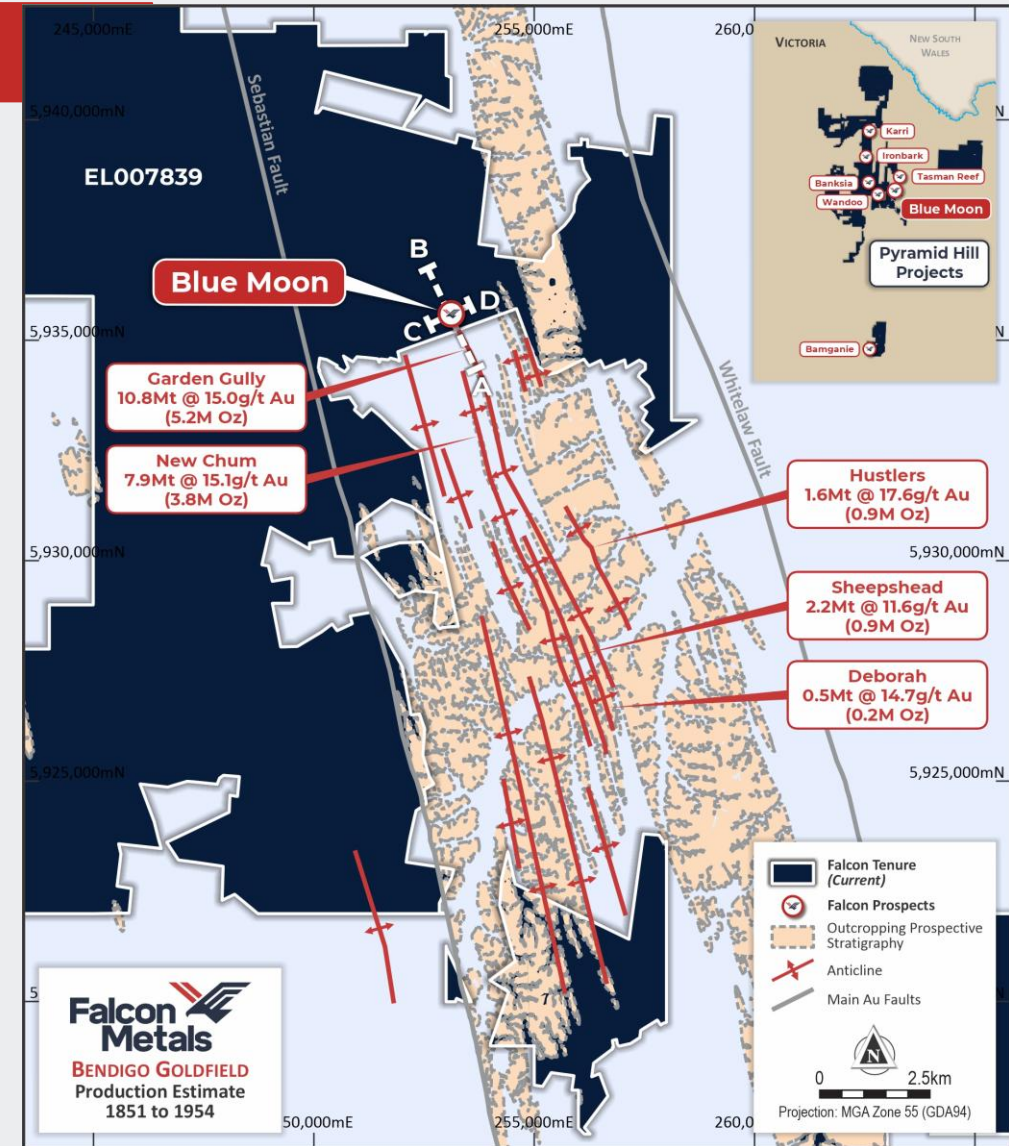 245,000mE
255,000mE
260,0
5,940,000mN
Sebastian Fault
EL007839
VICTORIA
NEW SOUTH
WALES
Karri
Ironbark
Banksia
Tasman Reef
Wandoo
Blue Moon
Pyramid Hill
Projects
Bamganie
N
B
Blue Moon
D
C
A
5,935,000mN
N
Garden Gully
10.8Mt @ 15.0g/t Au
(5.2M Oz)
New Chum
7.9Mt @ 15.1g/t Au
(3.8M Oz)
Whitelaw Fault
Hustlers
1.6Mt @ 17.6g/t Au
(0.9M Oz)
5,930,000mN
5,930,000mN
Sheepshead
2.2Mt @ 11.6g/t Au
(0.9M Oz)
Deborah
0.5Mt @ 14.7g/t Au
(0.2M Oz)
5,925,000mN
5,925,000mN
Falcon Tenure
(Current)
Falcon Prospects
Outcropping Prospective
Stratigraphy
Anticline
Main Au Faults
N
0 2.5km
Projection: MGA Zone 55 (GDA94)
5
N
Falcon
Metals
BENDIGO GOLDFIELD
Production Estimate
1851 to 1954
50,000mE
255,000mE
260,0